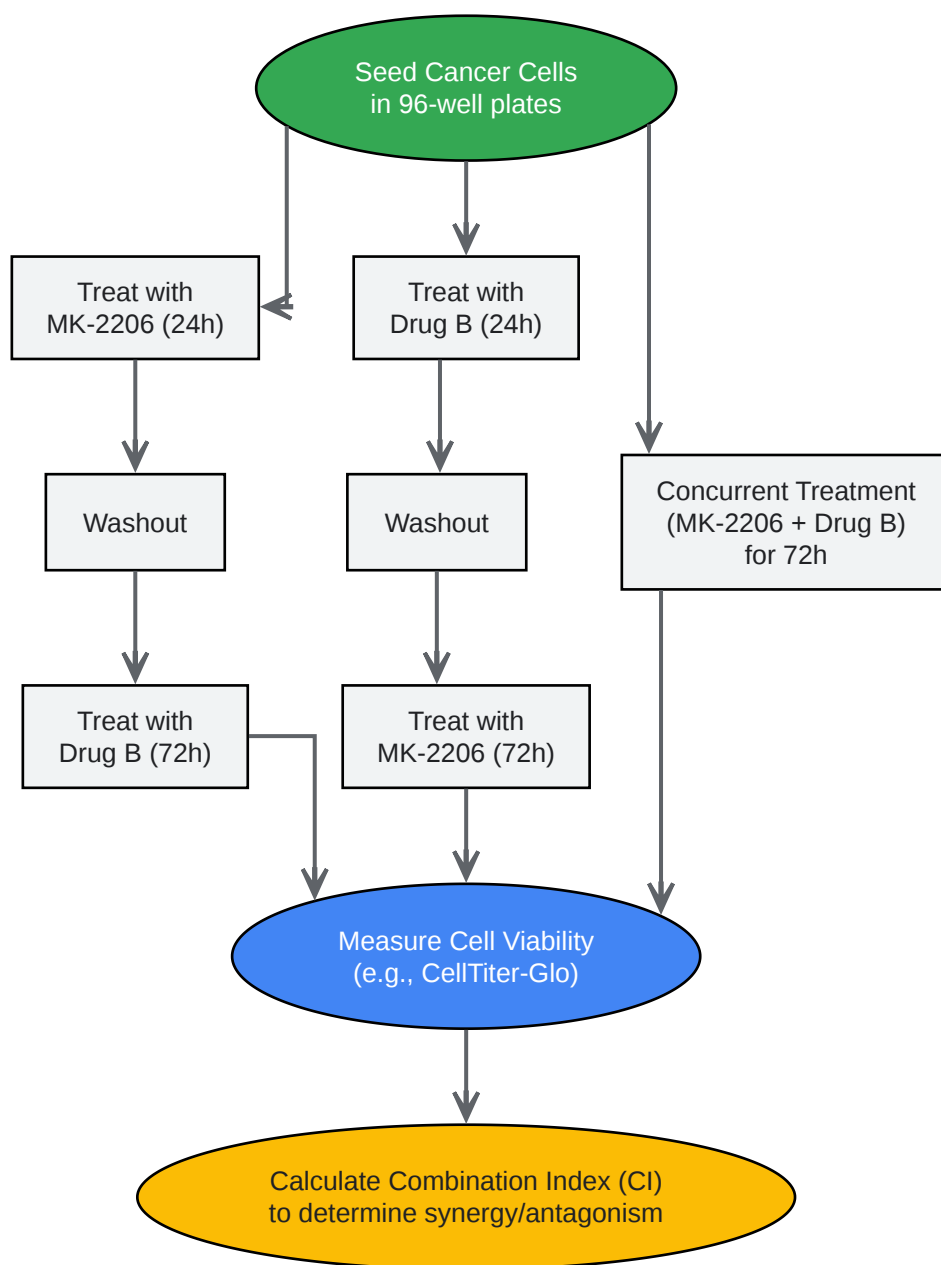 Seed Cancer Cells
in 96-well plates
Treat with
MK-2206 (24h)
Treat with
Drug B (24h)
Washout
Washout
Concurrent Treatment
(MK-2206 + Drug B)
for 72h
Treat with
Drug B (72h)
Treat with
MK-2206 (72h)
Measure Cell Viability
(e.g., CellTiter-Glo)
Calculate Combination Index (CI)
to determine synergy/antagonism